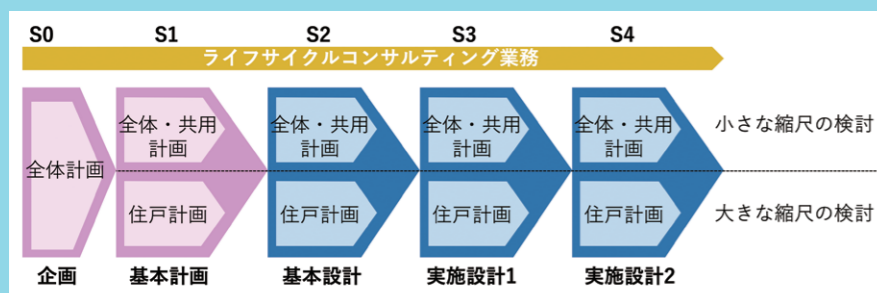 S0 S1 S2 S3 S4
ライフサイクルコンサルティング業務
全体計画
全体・共用
計画
全体・共用
計画
全体・共用
計画
全体・共用
計画
小さな縮尺の検討
住戸計画
住戸計画
住戸計画
住戸計画
大きな縮尺の検討
企画 基本計画 基本設計 実施設計1 実施設計2